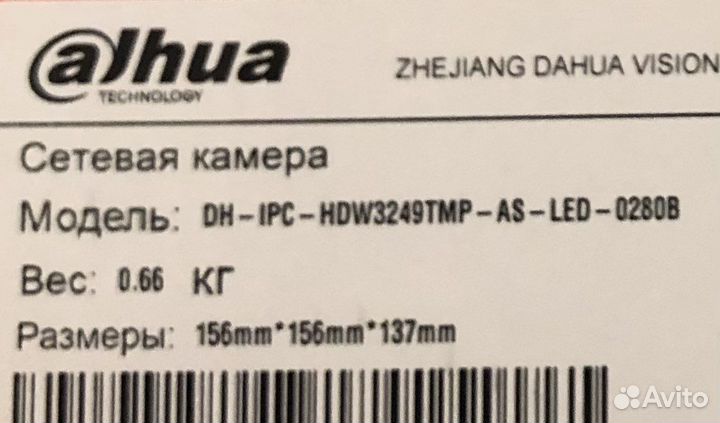 alhua
TECHNOLOGY
ZHEJIANG DAHUA VISION
Сетевая камера
Модель: DH-IPC-HDW3249TMP-AS-LED-0280B
Вес: 0.66 КГ
Размеры: 156mm*156mm*137mm
Avito